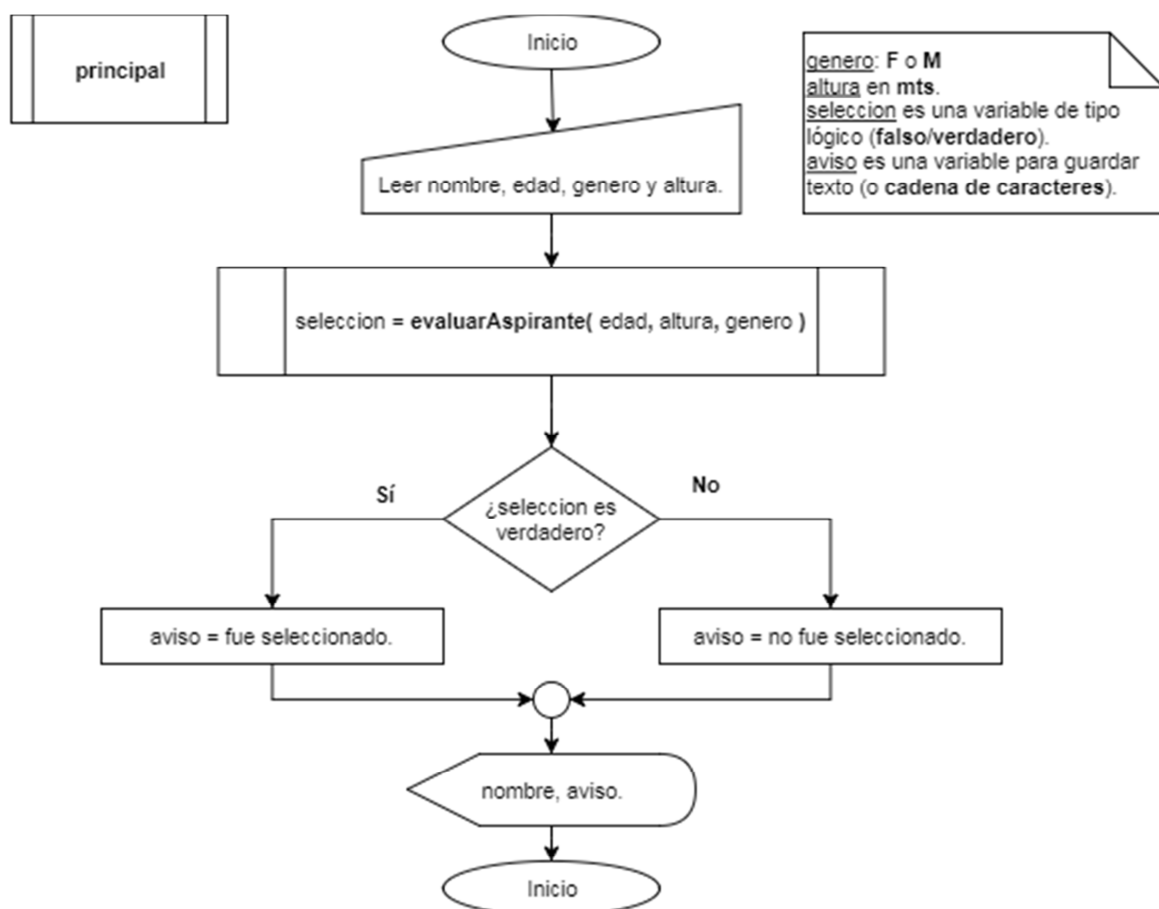 principal
Inicio
genero: F o M
altura en mts.
seleccion es una variable de tipo
lógico (falso/verdadero).
aviso es una variable para guardar
texto (o cadena de caracteres).
Leer nombre, edad, genero y altura.
seleccion = evaluarAspirante( edad, altura, genero )
¿seleccion es
verdadero?
Sí
No
aviso = fue seleccionado.
aviso = no fue seleccionado.
nombre, aviso.
Inicio